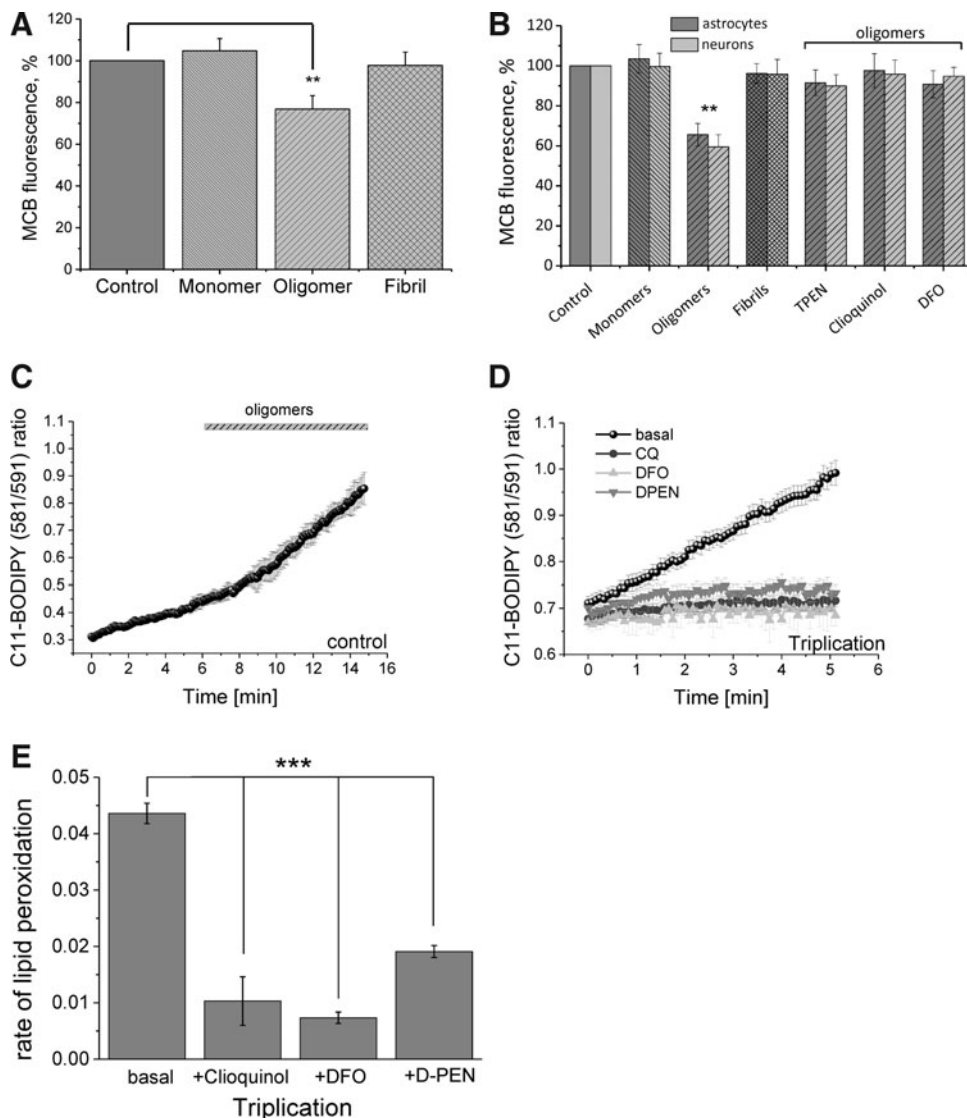 A
MCB fluorescence, %
120
100
80
60
40
20
0
**
Control Monomer Oligomer Fibril
B
MCB fluorescence, %
120
100
80
60
40
20
0
astrocytes
neurons
oligomers
**
Control
Monomers
Oligomers
Fibrils
TPEN
Clioquinol
DFO
C
C11-BODIPY (581/591) ratio
1.1
1.0
0.9
0.8
0.7
0.6
0.5
0.4
0.3
oligomers
control
0 2 4 6 8 10 12 14 16
Time [min]
D
C11-BODIPY (581/591) ratio
1.1
1.0
0.9
0.8
0.7
0.6
basal
CQ
DFO
DPEN
Triplication
0 1 2 3 4 5 6
Time [min]
E
rate of lipid peroxidation
0.05
0.04
0.03
0.02
0.01
0.00
***
basal +Clioquinol +DFO +D-PEN
Triplication